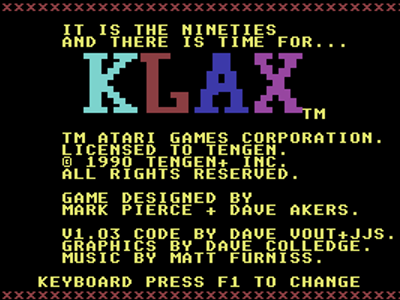 IT IS THE NINETIES
AND THERE IS TIME FOR...
KLAX™
TM ATARI GAMES CORPORATION.
LICENSED TO TENGEN.
© 1990 TENGEN+ INC.
ALL RIGHTS RESERVED.
GAME DESIGNED BY
MARK PIERCE + DAVE AKERS.
V1.03 CODE BY DAVE VOUT+JJS.
GRAPHICS BY DAVE COLLEDGE.
MUSIC BY MATT FURNISS.
KEYBOARD PRESS F1 TO CHANGE